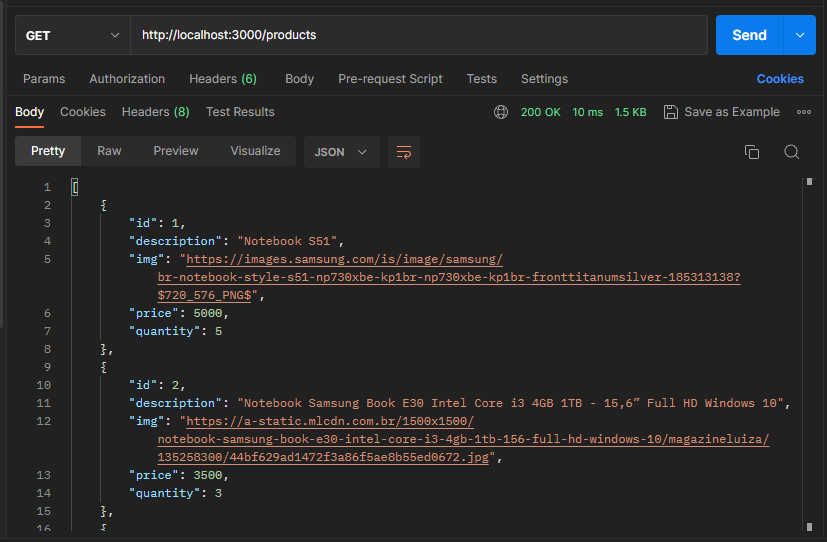 GET http://localhost:3000/products Send
Params Authorization Headers (6) Body Pre-request Script Tests Settings Cookies
Body Cookies Headers (8) Test Results 200 OK 10 ms 1.5 KB Save as Example
Pretty Raw Preview Visualize JSON
1 [
2 {
3 "id": 1,
4 "description": "Notebook S51",
5 "img": "https://images.samsung.com/is/image/samsung/
br-notebook-style-s51-np730xbe-kp1br-np730xbe-kp1br-fronttitanumsilver-185313138?
$720_576_PNG$",
6 "price": 5000,
7 "quantity": 5
8 },
9 {
10 "id": 2,
11 "description": "Notebook Samsung Book E30 Intel Core i3 4GB 1TB - 15,6” Full HD Windows 10",
12 "img": "https://a-static.mlcdn.com.br/1500x1500/
notebook-samsung-book-e30-intel-core-i3-4gb-1tb-156-full-hd-windows-10/magazineluiza/
135258300/44bf629ad1472f3a86f5ae8b55ed0672.jpg",
13 "price": 3500,
14 "quantity": 3
15 },
16 {